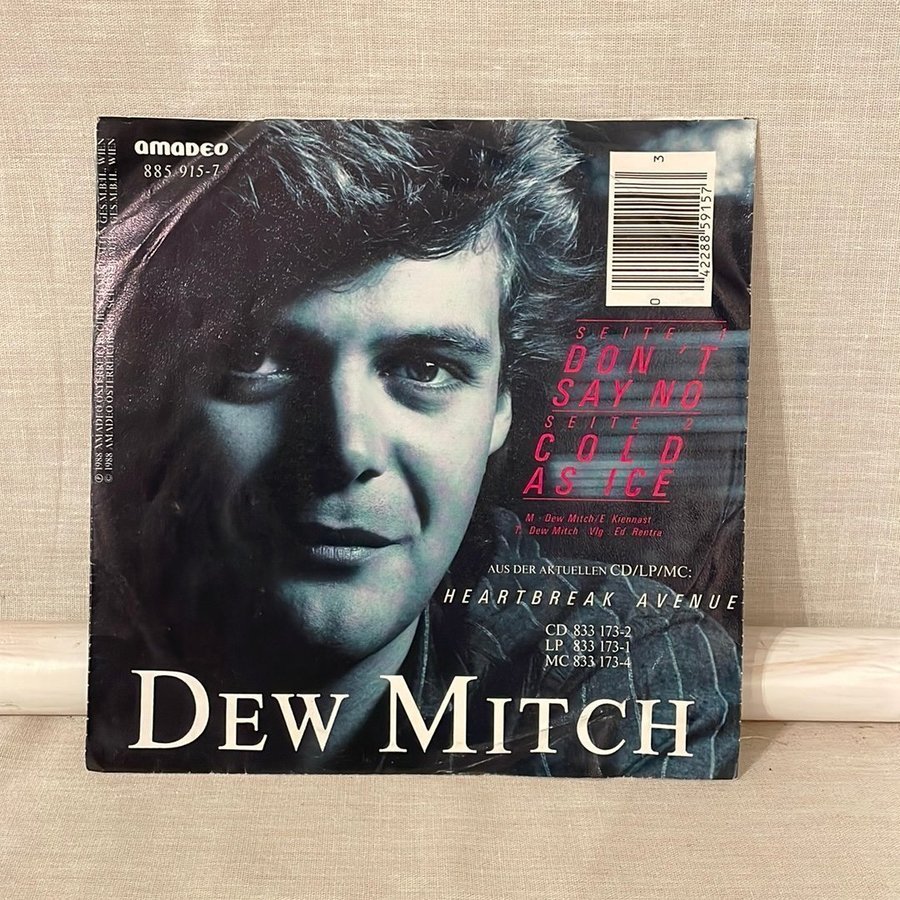 amadeo
885 915-7
℗ 1988 AMADEO ÖSTERREICHISCHE
© 1988 AMADEO ÖSTERREICHISCHE
GES.M.B.H., WIEN
GES.M.B.H. WIEN
3
42288 59157
0
SEITE 1
DON'T
SAY NO
SEITE 2
COLD
AS ICE
M · Dew Mitch/E. Kiennast
T. Dew Mitch Vlg. Ed. Rentra
AUS DER AKTUELLEN CD/LP/MC:
HEARTBREAK AVENUE
CD 833 173-2
LP 833 173-1
MC 833 173-4
DEW MITCH